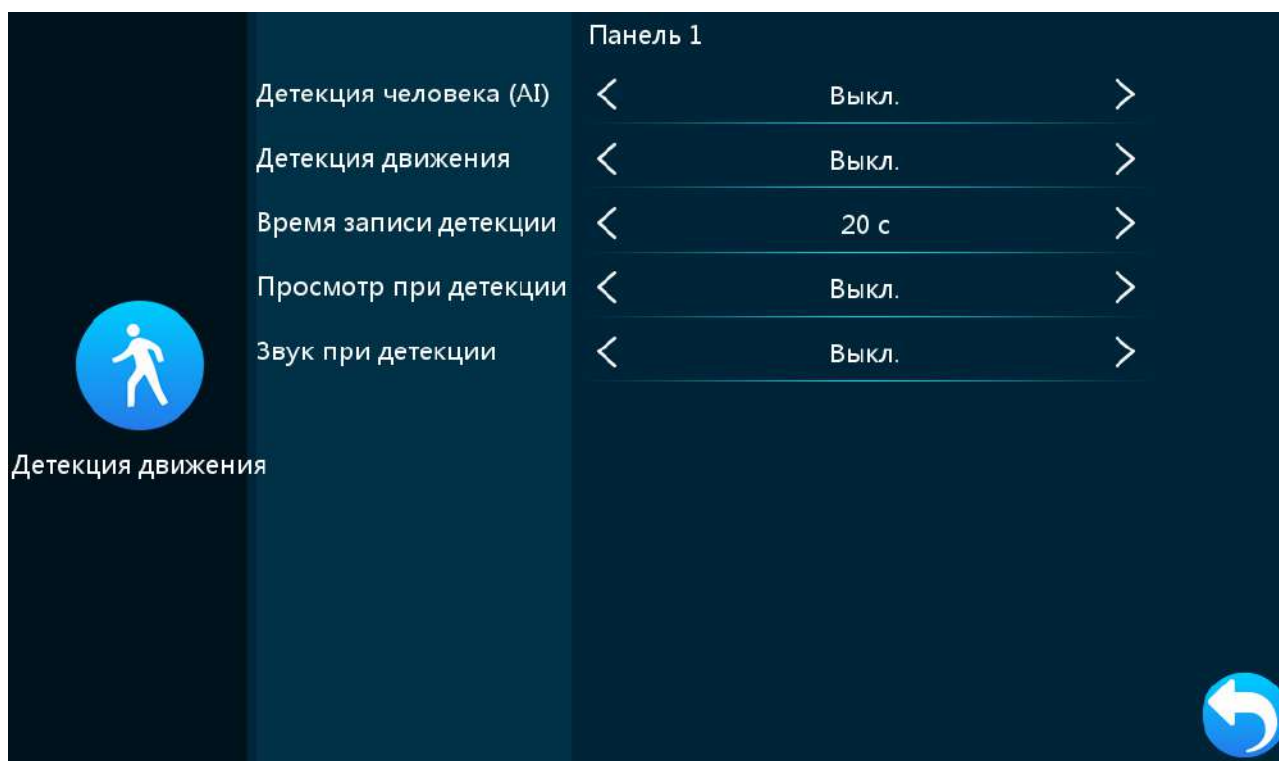 Панель 1
Детекция человека (AI) Выкл.
Детекция движения Выкл.
Время записи детекции 20 с
Просмотр при детекции Выкл.
Звук при детекции Выкл.
Детекция движения